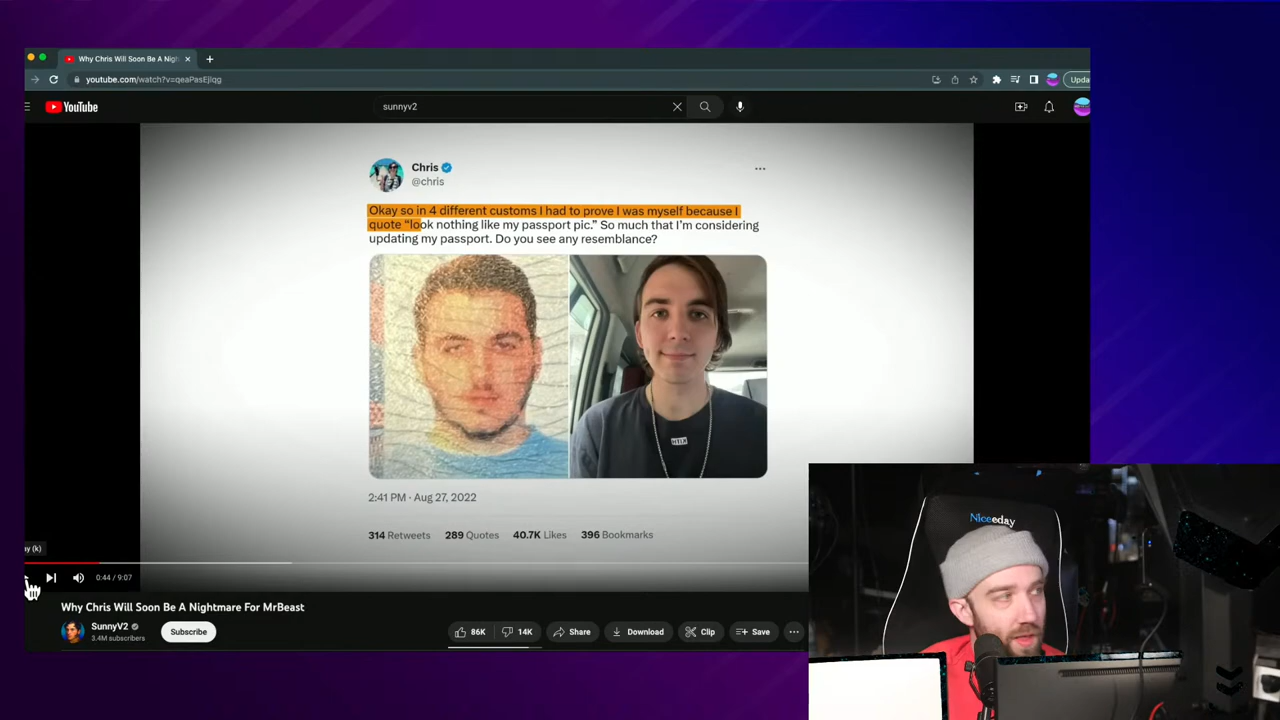 Why Chris Will Soon Be A Nigh
youtube.com/watch?v=qeaPasEjlqg
Upda
YouTube
sunnyv2
Chris
@chris
Okay so in 4 different customs I had to prove I was myself because I
quote “look nothing like my passport pic.” So much that I’m considering
updating my passport. Do you see any resemblance?
2:41 PM · Aug 27, 2022
314 Retweets 289 Quotes 40.7K Likes 396 Bookmarks
y (k)
0:44 / 9:07
Why Chris Will Soon Be A Nightmare For MrBeast
SunnyV2
3.4M subscribers
Subscribe
86K
14K
Share
Download
Clip
Save
Niceeday